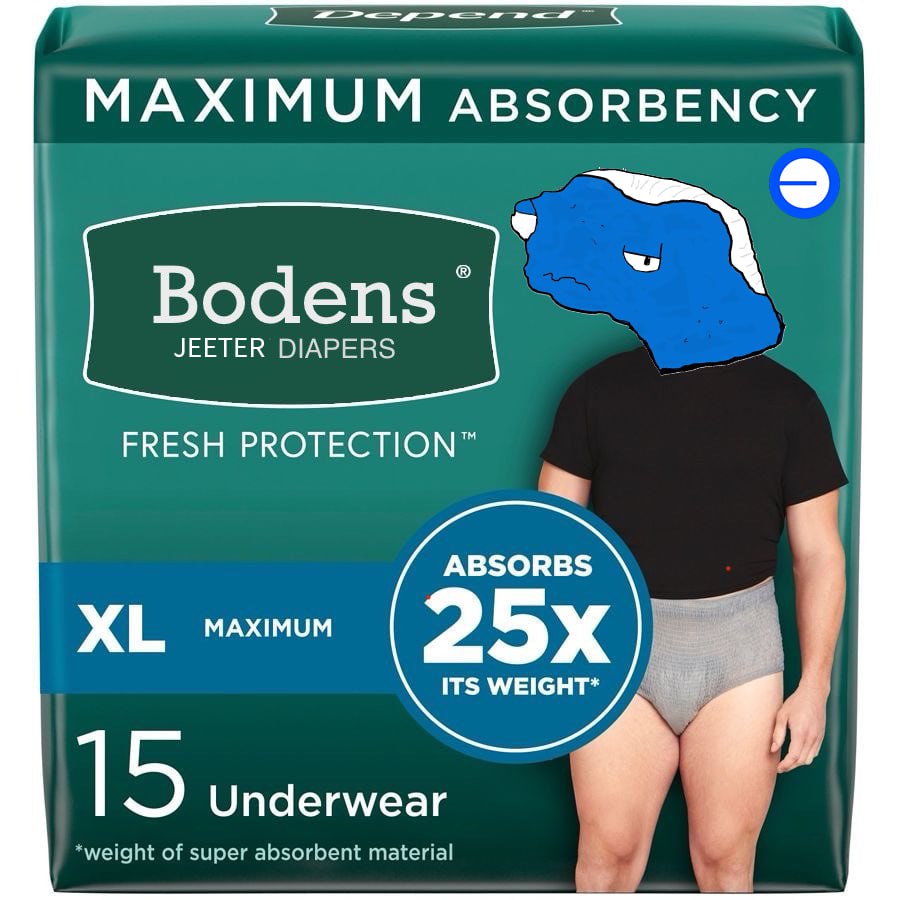 Depend™
MAXIMUM ABSORBENCY
Bodens®
JEETER DIAPERS
FRESH PROTECTION™
ABSORBS
25x
ITS WEIGHT*
XL MAXIMUM
15 Underwear
*weight of super absorbent material